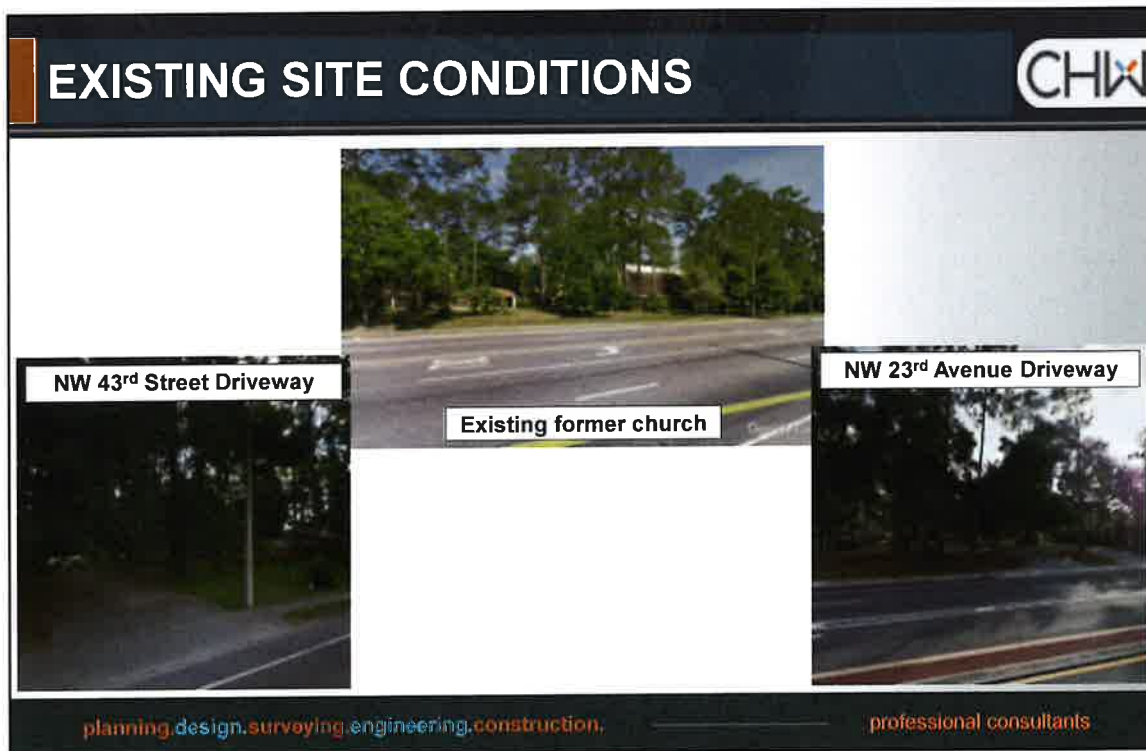 EXISTING SITE CONDITIONS
CHW
NW 43rd Street Driveway
Existing former church
NW 23rd Avenue Driveway
planning.design.surveying.engineering.construction.
professional consultants